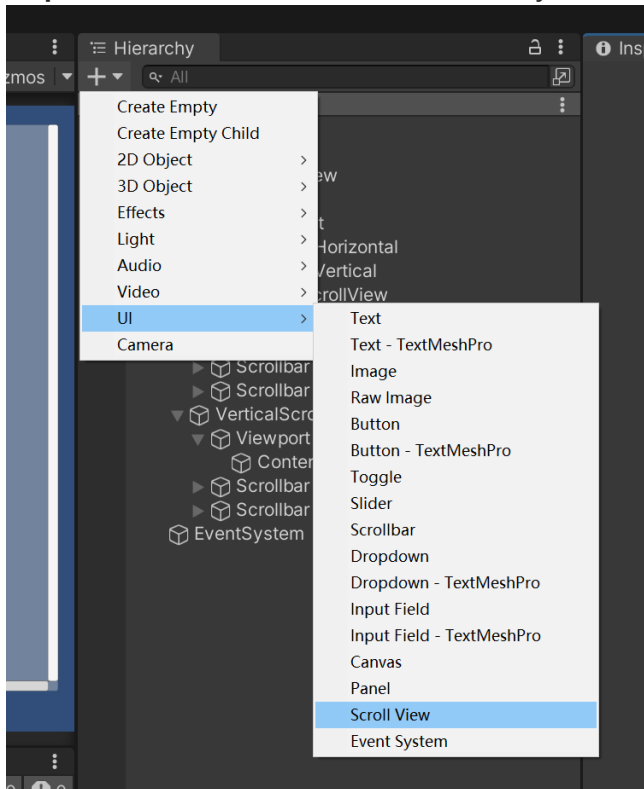 Hierarchy
Ins
zmos
All
Create Empty
Create Empty Child
2D Object
3D Object
ew
Effects
t
Light
Horizontal
Audio
Vertical
Video
crollView
UI
Text
Camera
Text - TextMeshPro
Scrollbar
Image
Scrollbar
Raw Image
VerticalScro
Button
Viewport
Button - TextMeshPro
Conten
Toggle
Scrollbar
Slider
Scrollbar
Scrollbar
EventSystem
Dropdown
Dropdown - TextMeshPro
Input Field
Input Field - TextMeshPro
Canvas
Panel
Scroll View
Event System